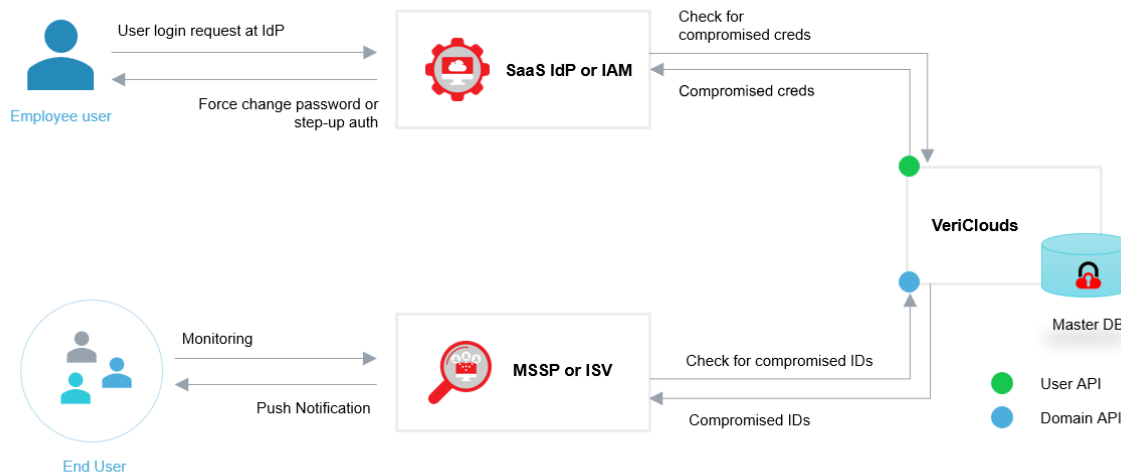 User login request at IdP
Force change password or
step-up auth
Employee user
SaaS IdP or IAM
Check for
compromised creds
Compromised creds
VeriClouds
Master DB
Monitoring
Push Notification
End User
MSSP or ISV
Check for compromised IDs
Compromised IDs
User API
Domain API